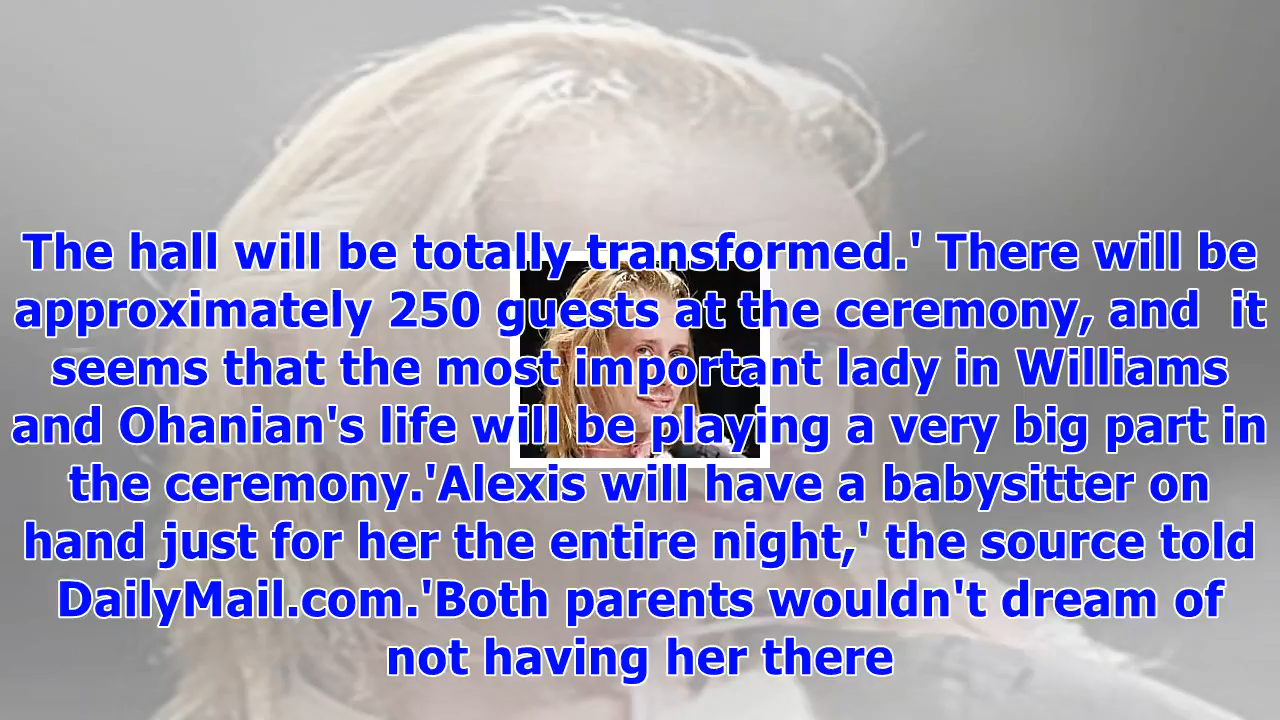 The hall will be totally transformed.' There will be
approximately 250 guests at the ceremony, and  it
seems that the most important lady in Williams
and Ohanian's life will be playing a very big part in
the ceremony.'Alexis will have a babysitter on
hand just for her the entire night,' the source told
DailyMail.com.'Both parents wouldn't dream of
not having her there